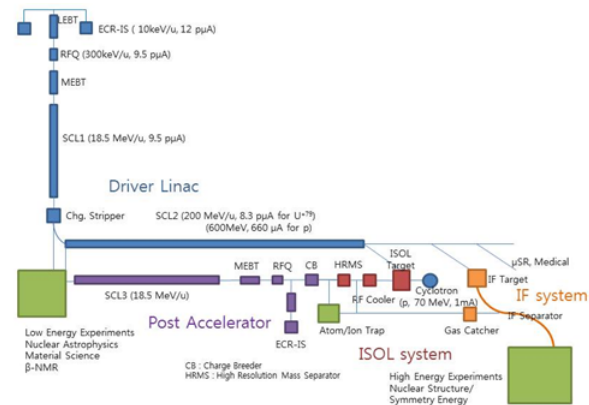 LEBT
ECR-IS ( 10keV/u, 12 pμA)
RFQ (300keV/u, 9.5 pμA)
MEBT
SCL1 (18.5 MeV/u, 9.5 pμA)
Driver Linac
Chg. Stripper
SCL2 (200 MeV/u, 8.3 pμA for U⁺⁷⁹)
(600MeV, 660 μA for p)
μSR, Medical
ISOL
Target
MEBT RFQ CB HRMS
IF Target
SCL3 (18.5 MeV/u)
RF Cooler
Cyclotron
(p, 70 MeV, 1mA)
IF system
IF Separator
Post Accelerator
Atom/Ion Trap
Gas Catcher
ECR-IS
ISOL system
Low Energy Experiments
Nuclear Astrophysics
Material Science
β-NMR
CB : Charge Breeder
HRMS : High Resolution Mass Separator
High Energy Experiments
Nuclear Structure/
Symmetry Energy